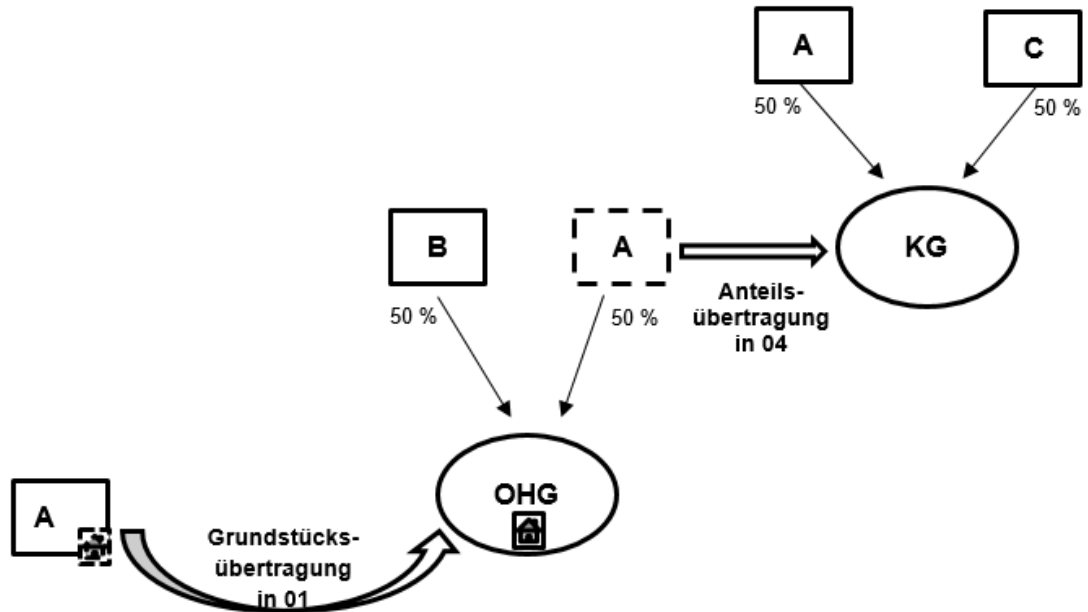 A
C
50 %
50 %
B
A
KG
50 %
50 %
Anteils-
übertragung
in 04
OHG
A
Grundstücks-
übertragung
in 01